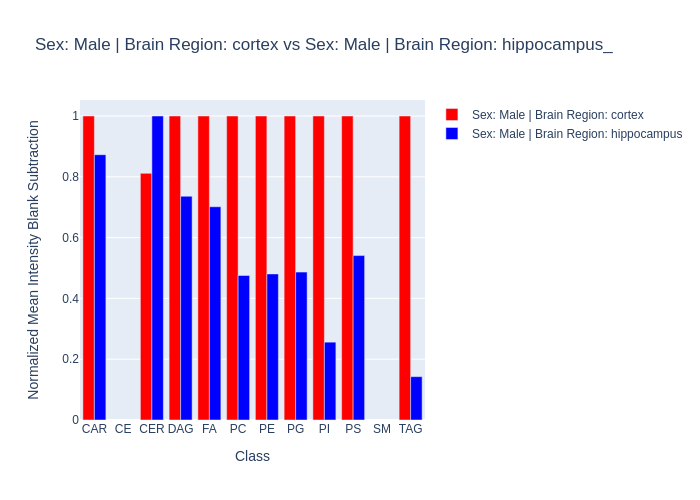 Sex: Male | Brain Region: cortex vs Sex: Male | Brain Region: hippocampus_
Sex: Male | Brain Region: cortex
Sex: Male | Brain Region: hippocampus
Normalized Mean Intensity Blank Subtraction
1
0.8
0.6
0.4
0.2
0
CAR CE CER DAG FA PC PE PG PI PS SM TAG
Class